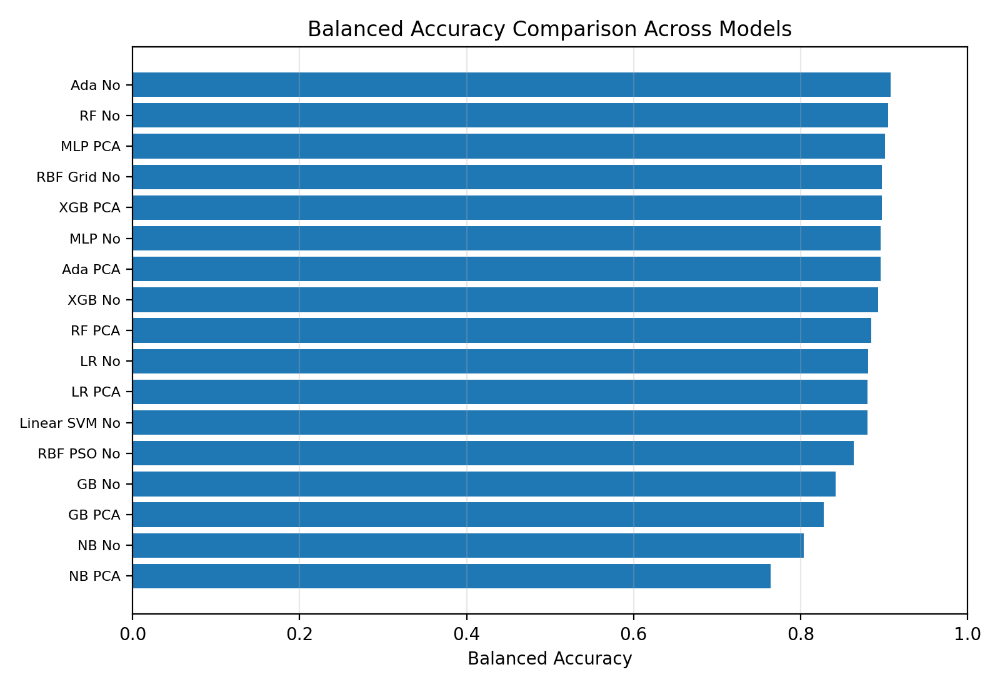 Balanced Accuracy Comparison Across Models
Ada No
RF No
MLP PCA
RBF Grid No
XGB PCA
MLP No
Ada PCA
XGB No
RF PCA
LR No
LR PCA
Linear SVM No
RBF PSO No
GB No
GB PCA
NB No
NB PCA
0.0 0.2 0.4 0.6 0.8 1.0
Balanced Accuracy